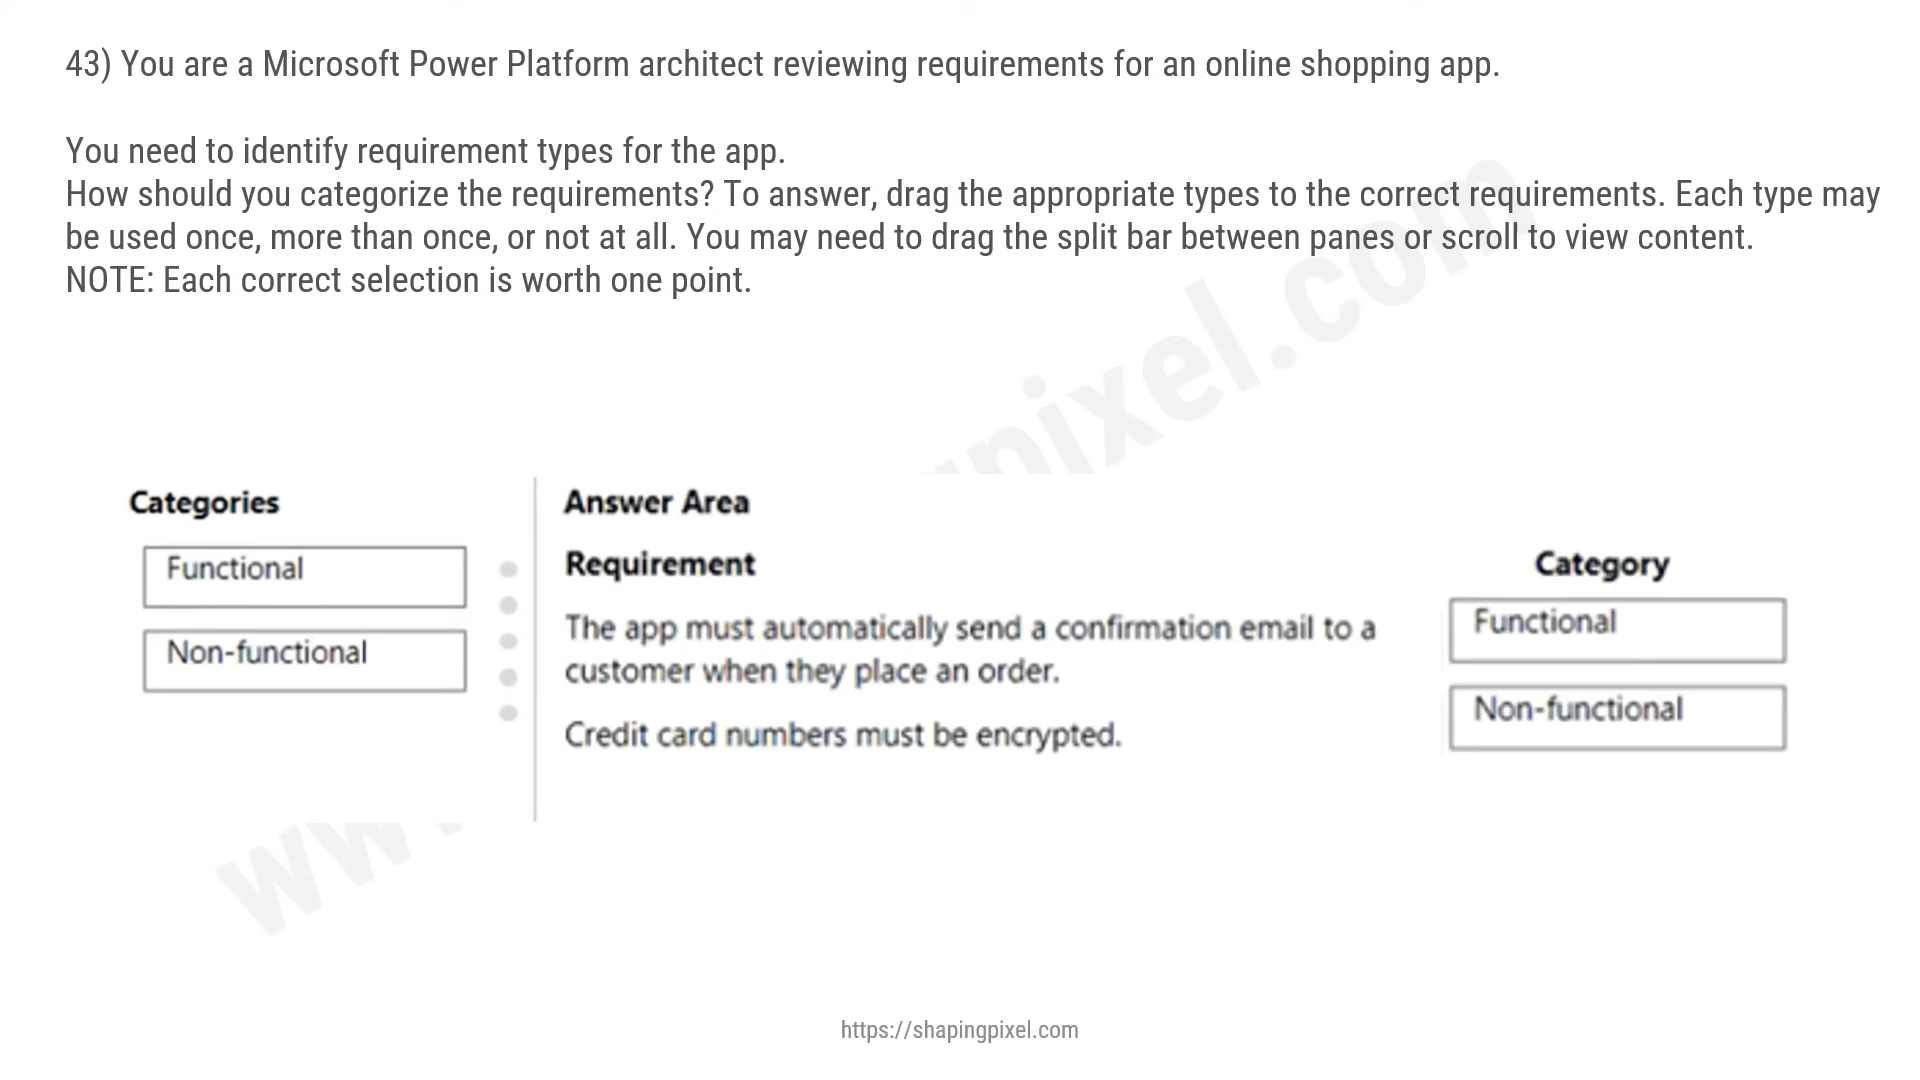 43) You are a Microsoft Power Platform architect reviewing requirements for an online shopping app.
You need to identify requirement types for the app.
How should you categorize the requirements? To answer, drag the appropriate types to the correct requirements. Each type may
be used once, more than once, or not at all. You may need to drag the split bar between panes or scroll to view content.
NOTE: Each correct selection is worth one point.
Categories
Functional
Non-functional
Answer Area
Requirement
Category
The app must automatically send a confirmation email to a
customer when they place an order.
Functional
Credit card numbers must be encrypted.
Non-functional
https://shapingpixel.com